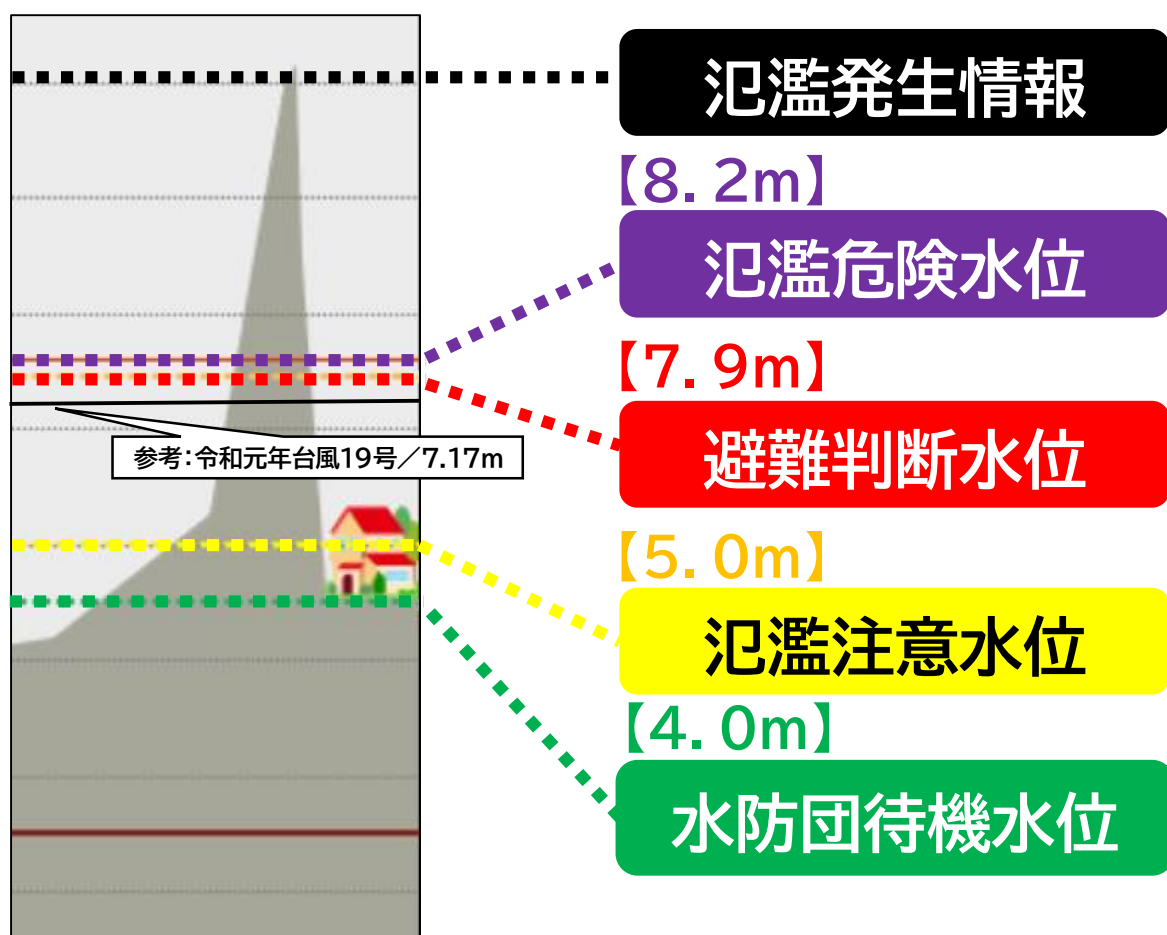 氾濫発生情報
【8.2m】
氾濫危険水位
【7.9m】
避難判断水位
参考:令和元年台風19号／7.17m
【5.0m】
氾濫注意水位
【4.0m】
水防団待機水位